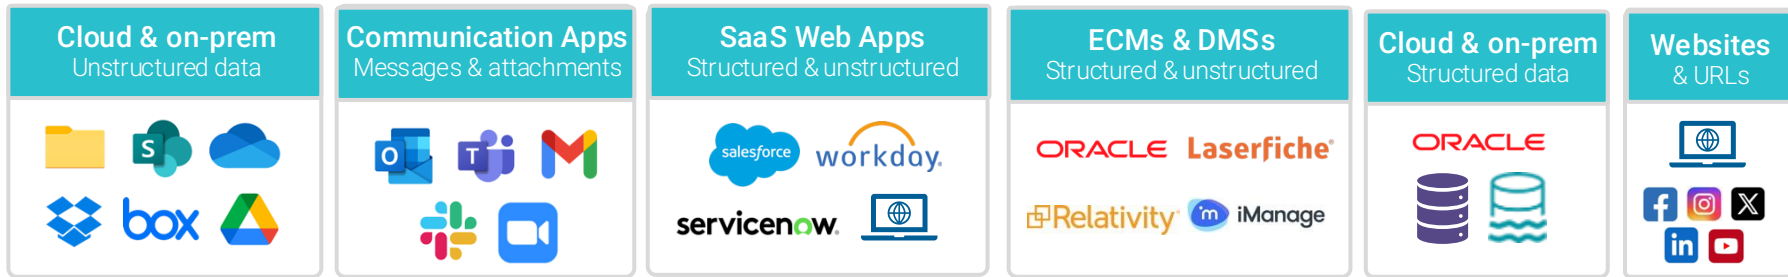 Cloud & on-prem
Unstructured data
S
box
Communication Apps
Messages & attachments
O
T
SaaS Web Apps
Structured & unstructured
salesforce
workday.
servicenow.
ECMs & DMSs
Structured & unstructured
ORACLE
Laserfiche®
Relativity
m iManage
Cloud & on-prem
Structured data
ORACLE
Websites
& URLs
f
X
in